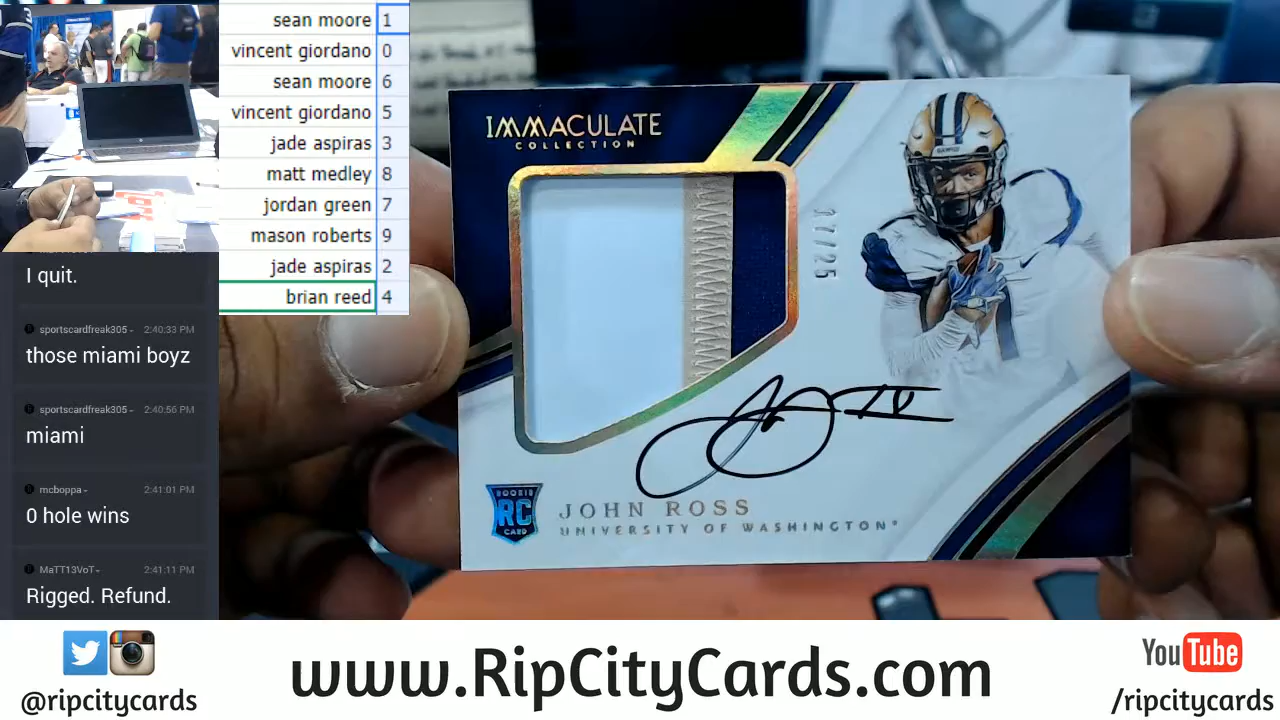 sean moore 1
vincent giordano 0
sean moore 6
vincent giordano 5
jade aspiras 3
matt medley 8
jordan green 7
mason roberts 9
jade aspiras 2
brian reed 4
I quit.
sportscardfreak305 - 2:40:33 PM
those miami boyz
sportscardfreak305 - 2:40:56 PM
miami
mcboppa - 2:41:01 PM
0 hole wins
MaTT13VoT - 2:41:11 PM
Rigged. Refund.
IMMACULATE
COLLECTION
17/25
IV
ROOKIE
RC
CARD
JOHN ROSS
UNIVERSITY OF WASHINGTON®
@ripcitycards
www.RipCityCards.com
YouTube
/ripcitycards